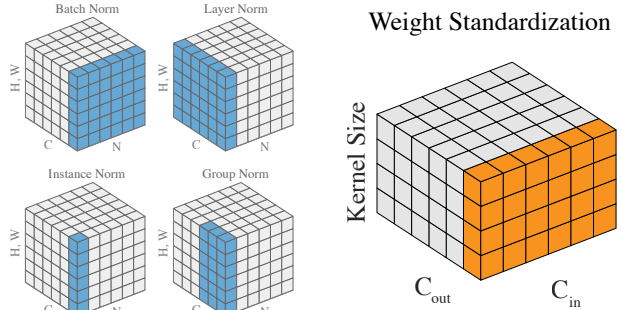 Batch Norm
Layer Norm
Weight Standardization
H, W
H, W
C
N
C
N
Kernel Size
Instance Norm
Group Norm
H, W
H, W
C
N
C
N
C_out
C_in